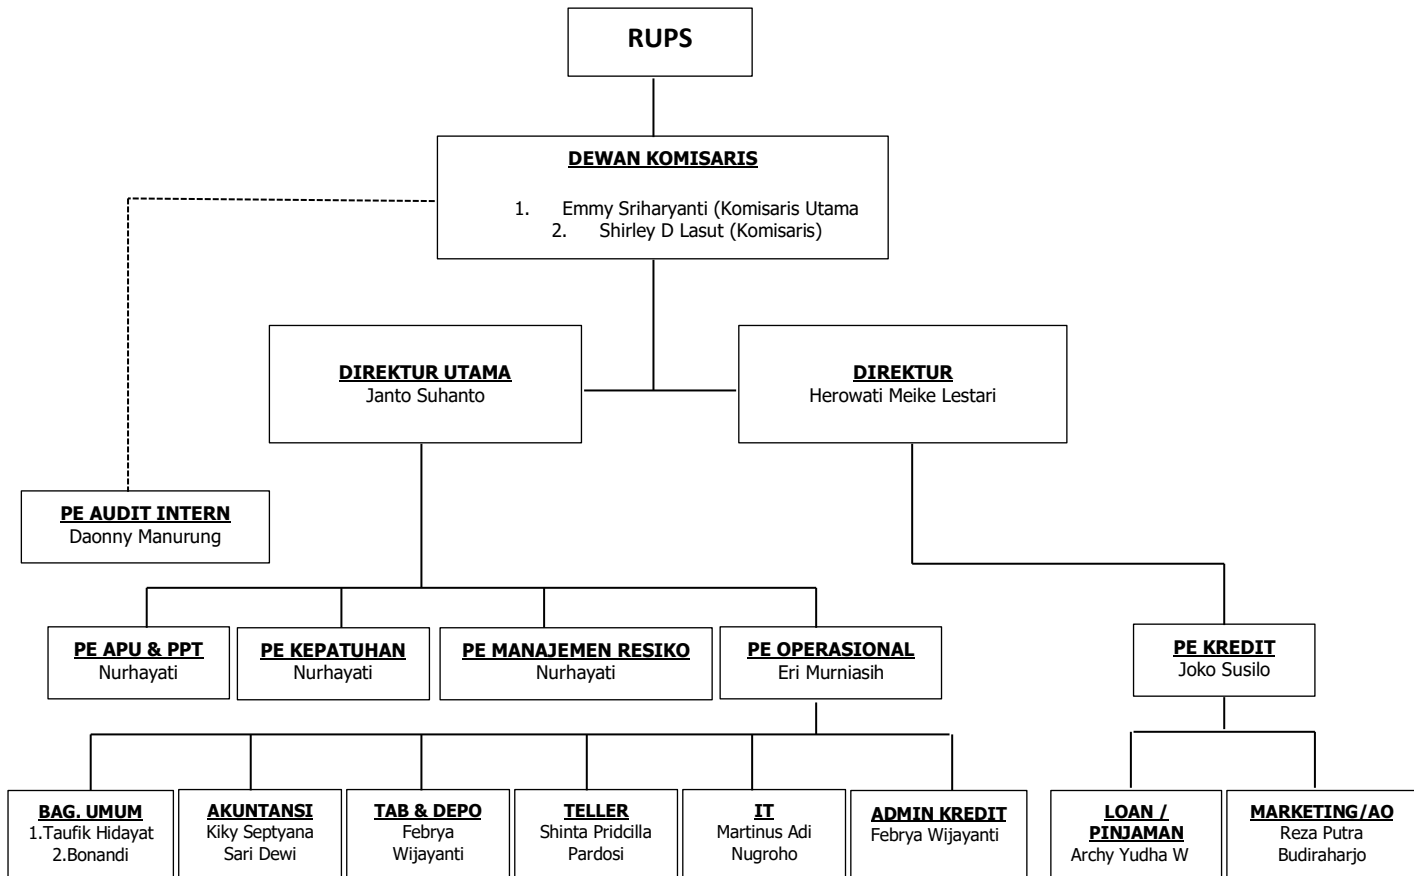 RUPS
DEWAN KOMISARIS
1. Emmy Sriharyanti (Komisaris Utama
2. Shirley D Lasut (Komisaris)
DIREKTUR UTAMA
Janto Suhanto
DIREKTUR
Herowati Meike Lestari
PE AUDIT INTERN
Daonny Manurung
PE APU & PPT
Nurhayati
PE KEPATUHAN
Nurhayati
PE MANAJEMEN RESIKO
Nurhayati
PE OPERASIONAL
Eri Murniasih
PE KREDIT
Joko Susilo
BAG. UMUM
1.Taufik Hidayat
2.Bonandi
AKUNTANSI
Kiky Septyana
Sari Dewi
TAB & DEPO
Febrya
Wijayanti
TELLER
Shinta Pridcilla
Pardosi
IT
Martinus Adi
Nugroho
ADMIN KREDIT
Febrya Wijayanti
LOAN /
PINJAMAN
Archy Yudha W
MARKETING/AO
Reza Putra
Budiraharjo